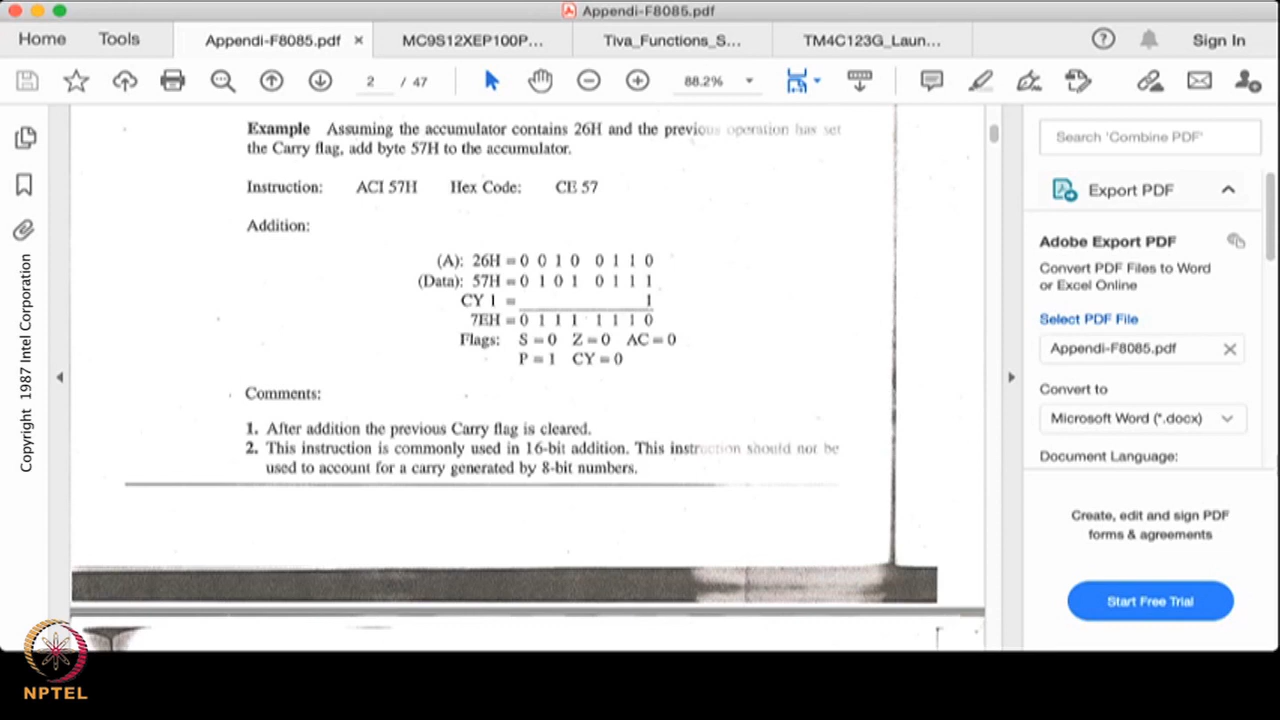 Appendi-F8085.pdf
Home Tools Appendi-F8085.pdf × MC9S12XEP100P... Tiva_Functions_S... TM4C123G_Laun... Sign In
2 / 47 88.2%
Example Assuming the accumulator contains 26H and the previous operation has set
the Carry flag, add byte 57H to the accumulator.
Instruction: ACI 57H Hex Code: CE 57
Addition:
(A): 26H = 0 0 1 0 0 1 1 0
(Data): 57H = 0 1 0 1 0 1 1 1
CY 1 = 1
7EH = 0 1 1 1 1 1 1 0
Flags: S = 0 Z = 0 AC = 0
P = 1 CY = 0
Comments:
1. After addition the previous Carry flag is cleared.
2. This instruction is commonly used in 16-bit addition. This instruction should not be
used to account for a carry generated by 8-bit numbers.
Copyright 1987 Intel Corporation
Search 'Combine PDF'
Export PDF
Adobe Export PDF
Convert PDF Files to Word
or Excel Online
Select PDF File
Appendi-F8085.pdf
Convert to
Microsoft Word (*.docx)
Document Language:
Create, edit and sign PDF
forms & agreements
Start Free Trial
NPTEL